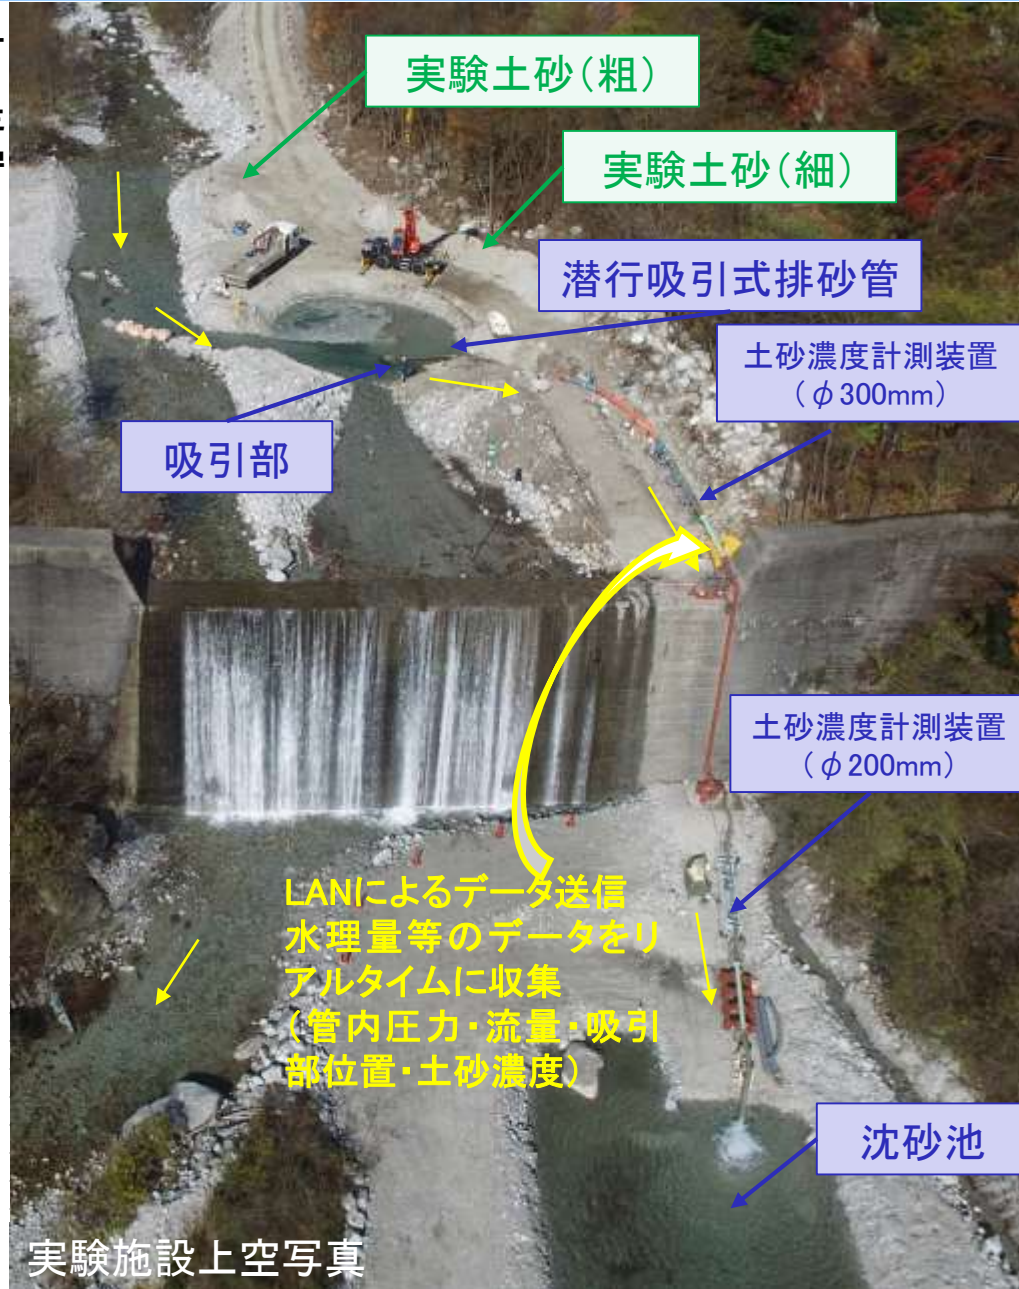 実験土砂（粗）
実験土砂（細）
潜行吸引式排砂管
土砂濃度計測装置
（φ300mm）
吸引部
土砂濃度計測装置
（φ200mm）
LANによるデータ送信
水理量等のデータをリ
アルタイムに収集
（管内圧力・流量・吸引
部位置・土砂濃度）
沈砂池
実験施設上空写真